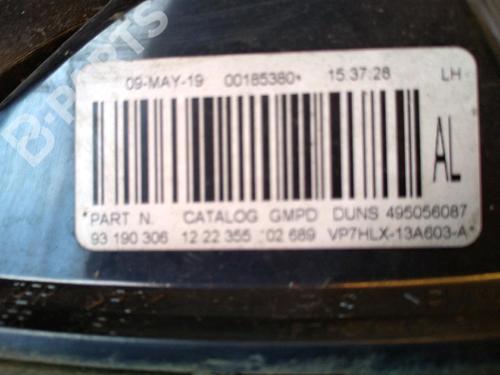 B-PARTS
09-MAY-19 00185380* 15:37:28 LH
AL
PART N. CATALOG GMPD DUNS 495056087
93 190 306 12 22 355 02 689 VP7HLX-13A603-A